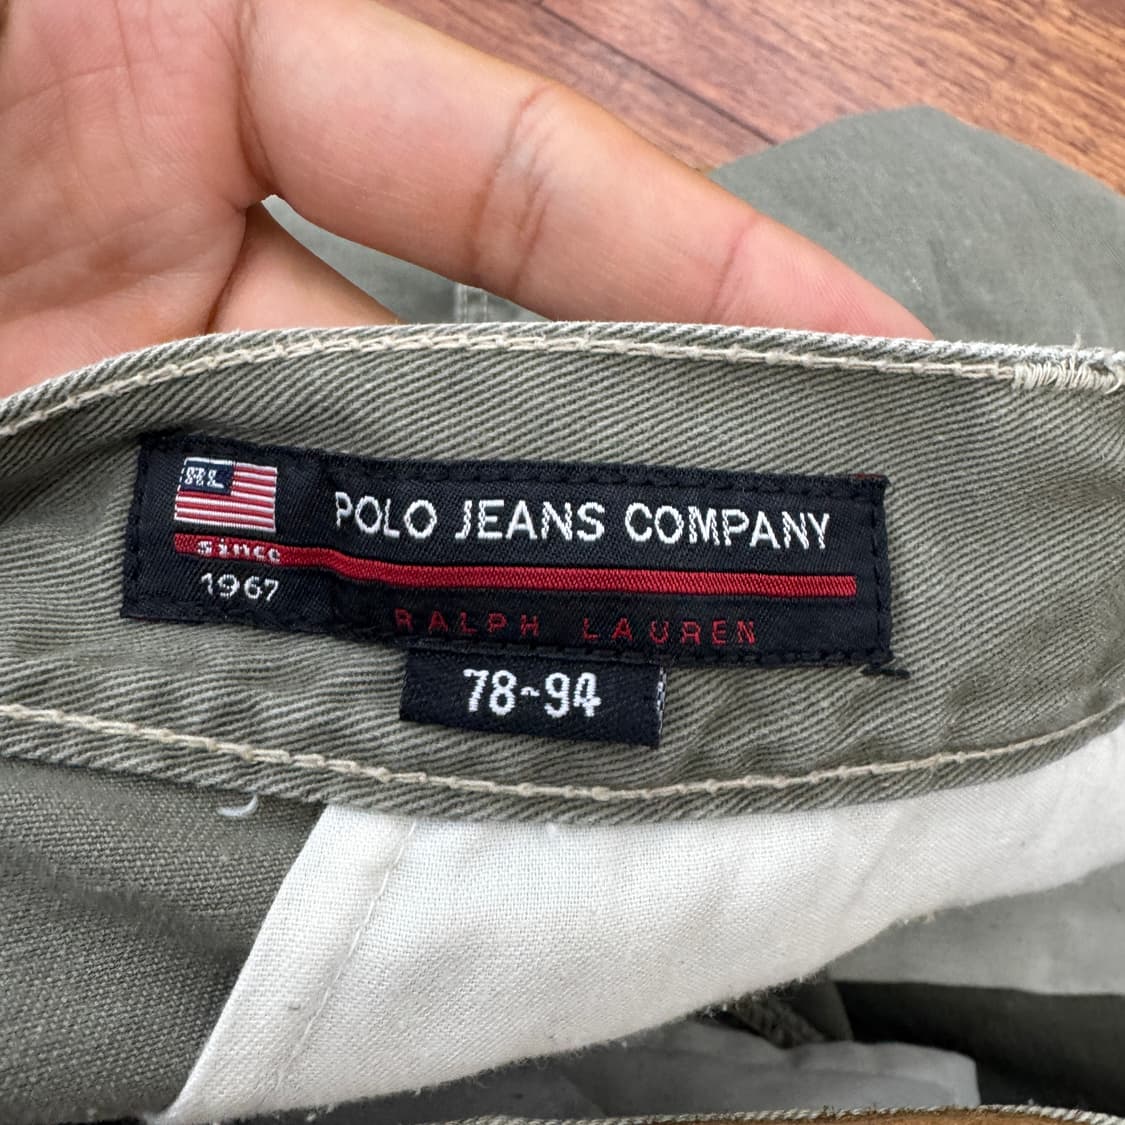 RL
POLO JEANS COMPANY
since
1967
RALPH LAUREN
78-94